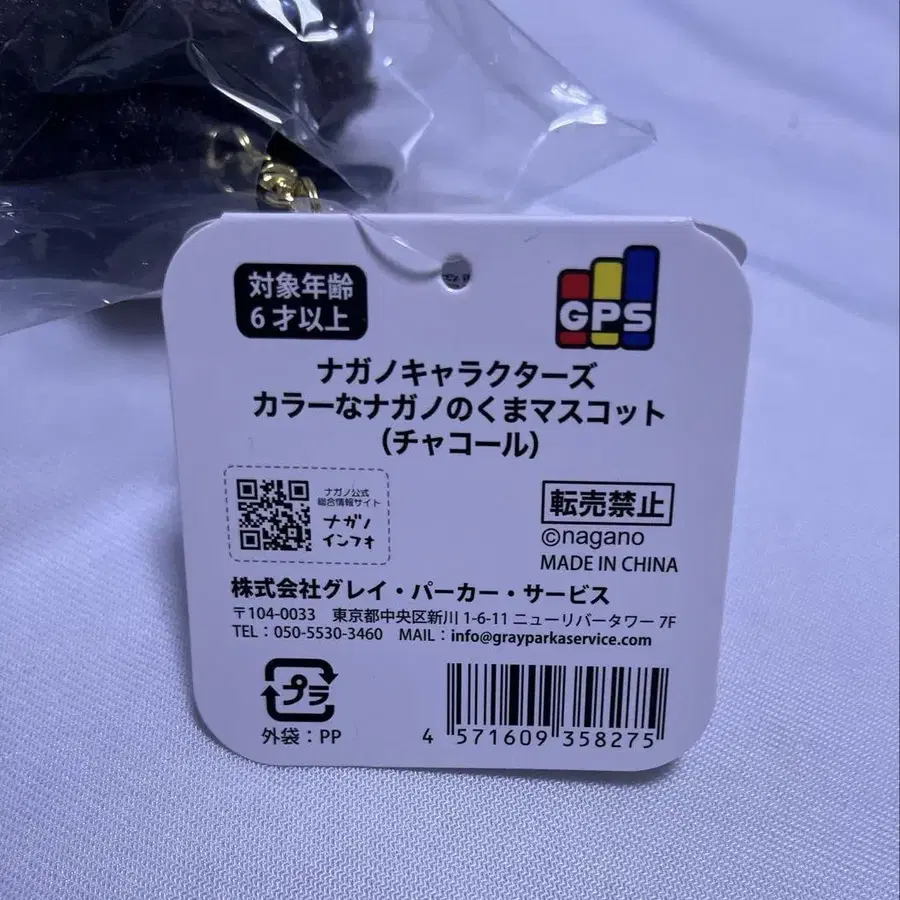 対象年齢
6才以上
GPS
ナガノキャラクターズ
カラーなナガノのくまマスコット
(チャコール)
ナガノ公式
総合情報サイト
ナガノ
インフォ
転売禁止
©nagano
MADE IN CHINA
株式会社グレイ・パーカー・サービス
〒104-0033 東京都中央区新川1-6-11 ニューリバータワー 7F
TEL：050-5530-3460 MAIL：info@grayparkaservice.com
プラ
外袋：PP
4 571609 358275